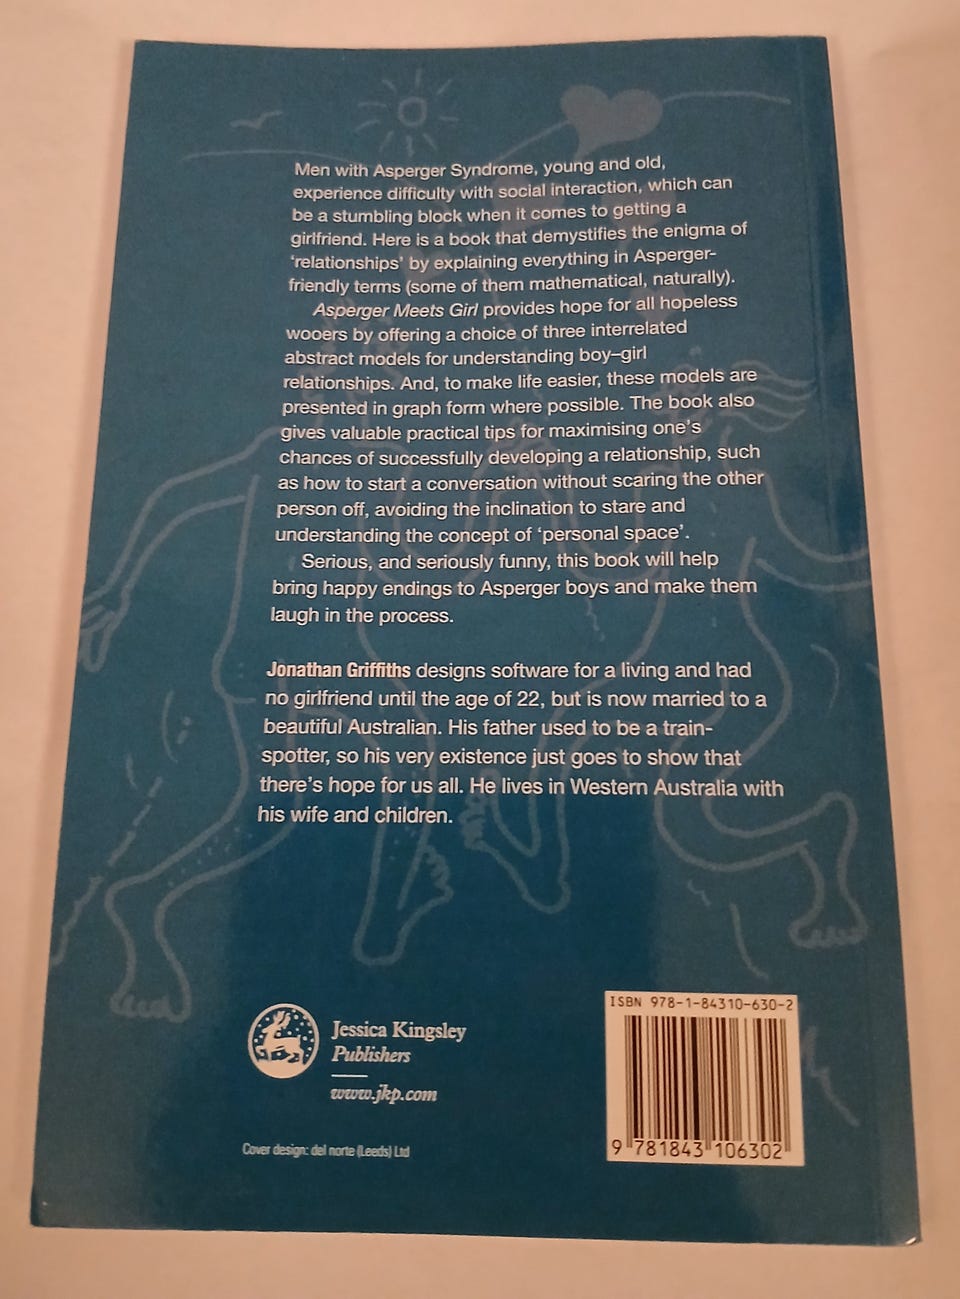 Men with Asperger Syndrome, young and old,
experience difficulty with social interaction, which can
be a stumbling block when it comes to getting a
girlfriend. Here is a book that demystifies the enigma of
‘relationships’ by explaining everything in Asperger-
friendly terms (some of them mathematical, naturally).
Asperger Meets Girl provides hope for all hopeless
wooers by offering a choice of three interrelated
abstract models for understanding boy–girl
relationships. And, to make life easier, these models are
presented in graph form where possible. The book also
gives valuable practical tips for maximising one’s
chances of successfully developing a relationship, such
as how to start a conversation without scaring the other
person off, avoiding the inclination to stare and
understanding the concept of ‘personal space’.
Serious, and seriously funny, this book will help
bring happy endings to Asperger boys and make them
laugh in the process.
Jonathan Griffiths designs software for a living and had
no girlfriend until the age of 22, but is now married to a
beautiful Australian. His father used to be a train-
spotter, so his very existence just goes to show that
there’s hope for us all. He lives in Western Australia with
his wife and children.
Jessica Kingsley
Publishers
www.jkp.com
Cover design: del norte (Leeds) Ltd
ISBN 978-1-84310-630-2
9 781843 106302